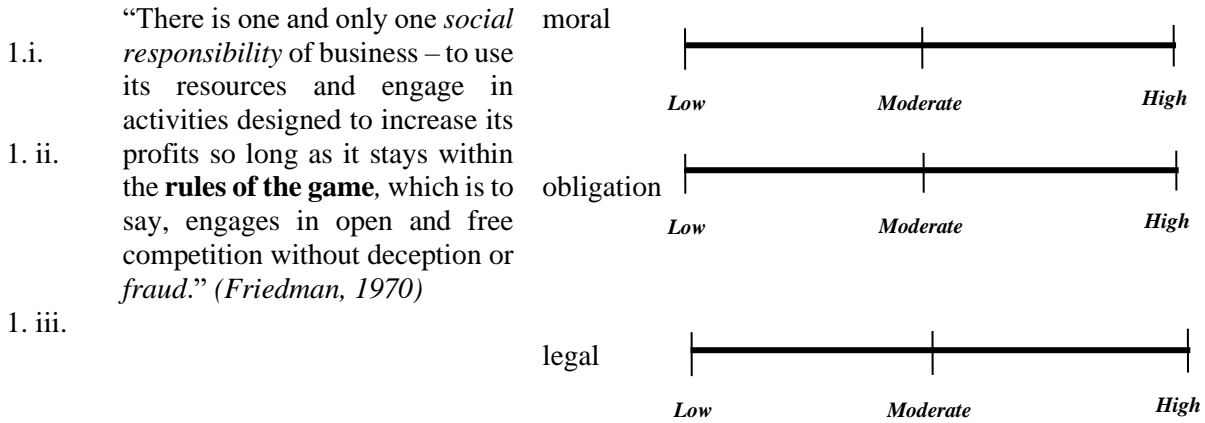 1.i.
“There is one and only one social
responsibility of business – to use
its resources and engage in
activities designed to increase its
profits so long as it stays within
the rules of the game, which is to
say, engages in open and free
competition without deception or
fraud.” (Friedman, 1970)
moral
Low Moderate High
1. ii.
obligation
Low Moderate High
1. iii.
legal
Low Moderate High